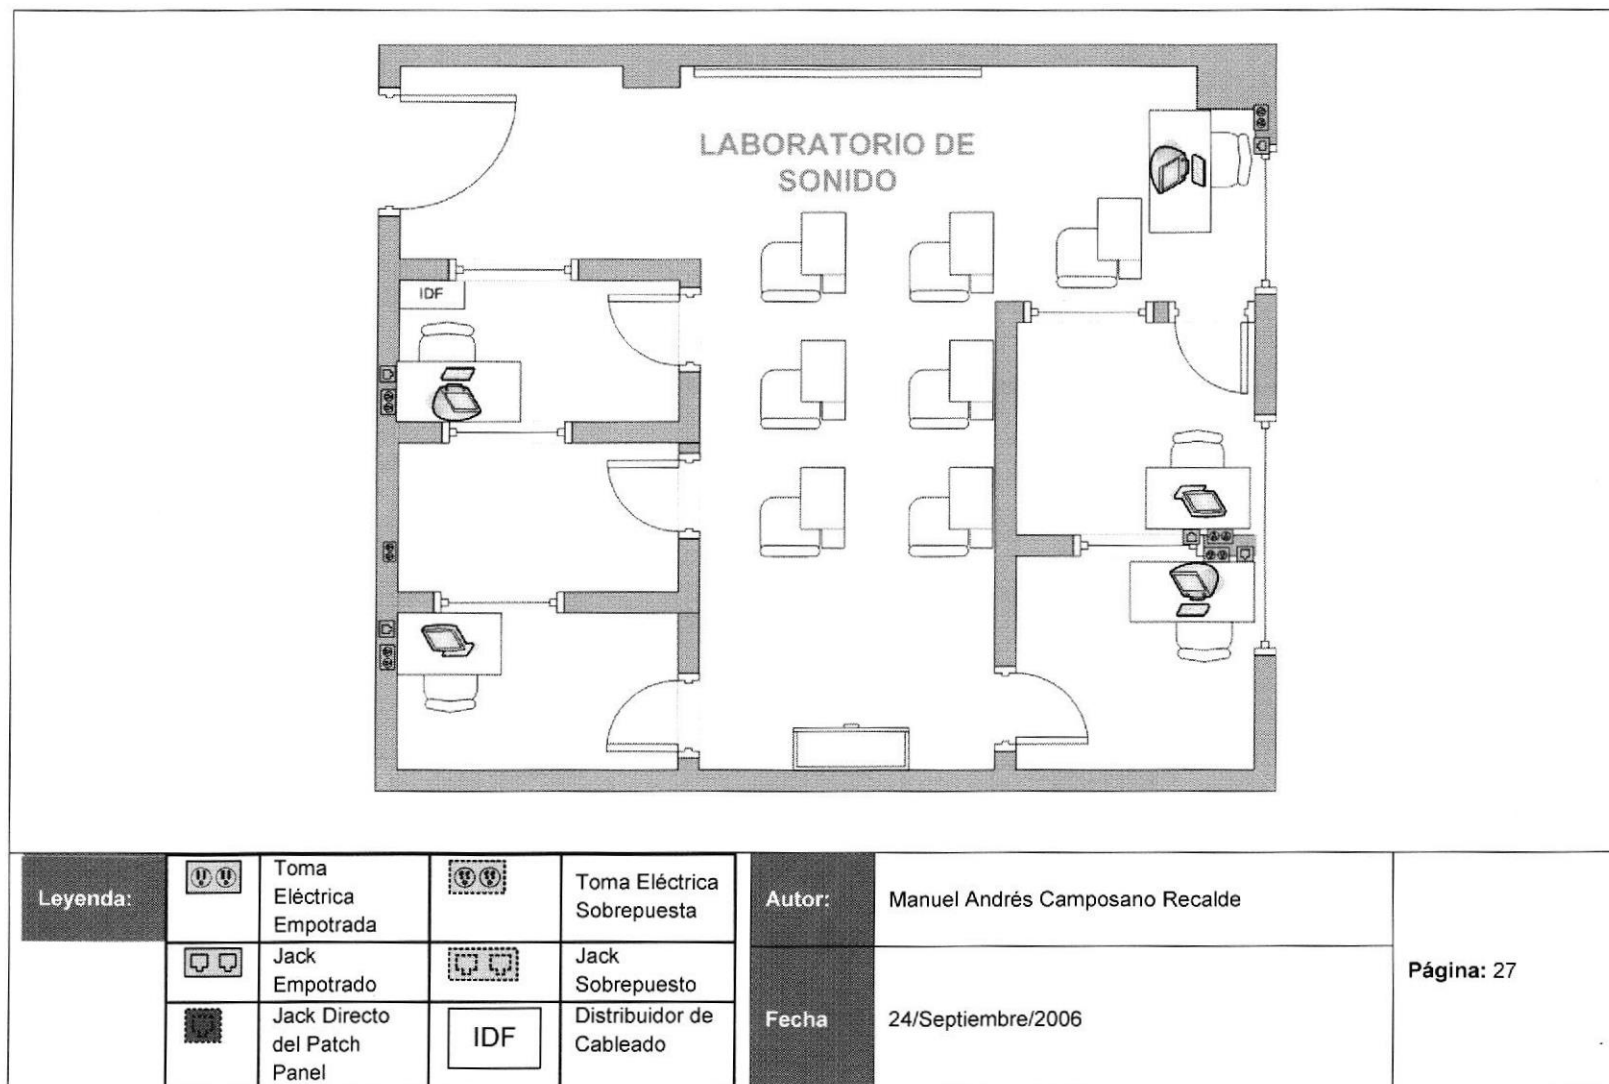 LABORATORIO DE
SONIDO
IDF
Leyenda:
Toma
Eléctrica
Empotrada
Toma Eléctrica
Sobrepuesta
Jack
Empotrado
Jack
Sobrepuesto
Jack Directo
del Patch
Panel
IDF
Distribuidor de
Cableado
Autor:
Manuel Andrés Camposano Recalde
Fecha
24/Septiembre/2006
Página: 27